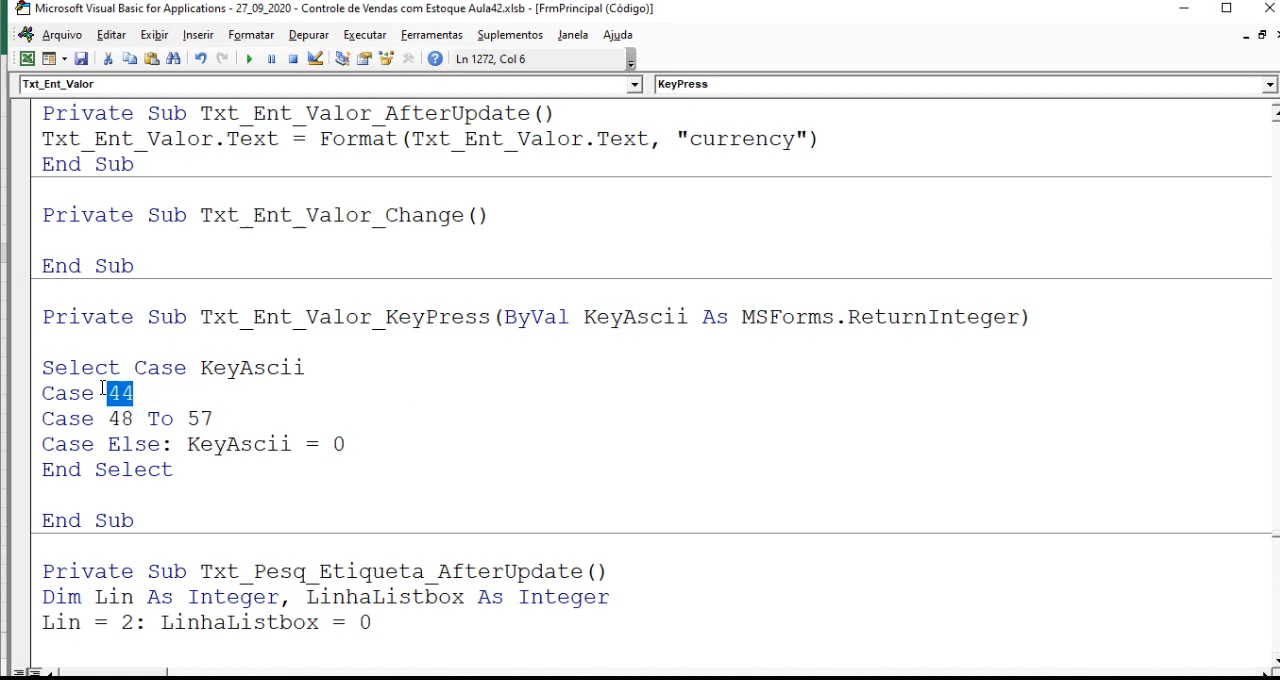 Microsoft Visual Basic for Applications - 27_09_2020 - Controle de Vendas com Estoque Aula42.xlsb - [FrmPrincipal (Código)]
Arquivo Editar Exibir Inserir Formatar Depurar Executar Ferramentas Suplementos Janela Ajuda
Ln 1272, Col 6
Txt_Ent_Valor KeyPress
Private Sub Txt_Ent_Valor_AfterUpdate()
Txt_Ent_Valor.Text = Format(Txt_Ent_Valor.Text, "currency")
End Sub
Private Sub Txt_Ent_Valor_Change()
End Sub
Private Sub Txt_Ent_Valor_KeyPress(ByVal KeyAscii As MSForms.ReturnInteger)
Select Case KeyAscii
Case 44
Case 48 To 57
Case Else: KeyAscii = 0
End Select
End Sub
Private Sub Txt_Pesq_Etiqueta_AfterUpdate()
Dim Lin As Integer, LinhaListbox As Integer
Lin = 2: LinhaListbox = 0